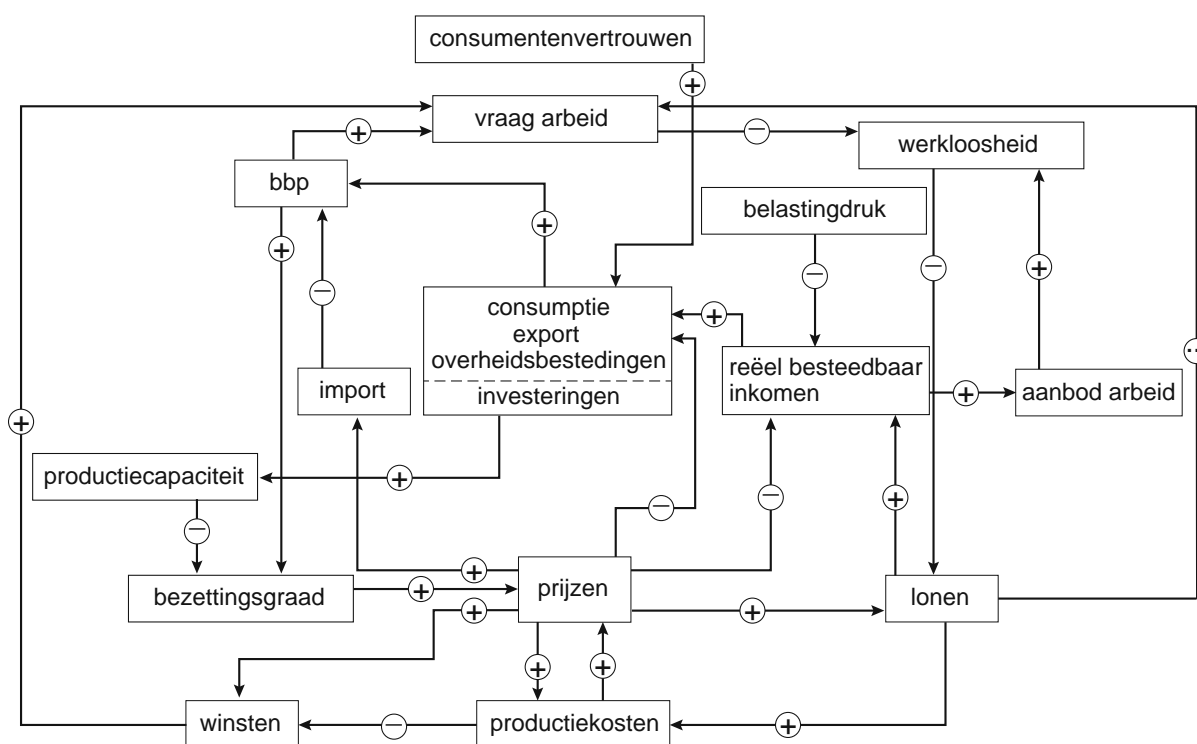 consumentenvertrouwen
+
vraag arbeid
+
−
werkloosheid
bbp
belastingdruk
+
+
−
+
−
−
consumptie
export
overheidsbestedingen
investeringen
+
reëel besteedbaar
inkomen
import
+
aanbod arbeid
+
productiecapaciteit
+
−
−
−
+
+
prijzen
bezettingsgraad
+
lonen
+
+
+
+
winsten
−
productiekosten
+